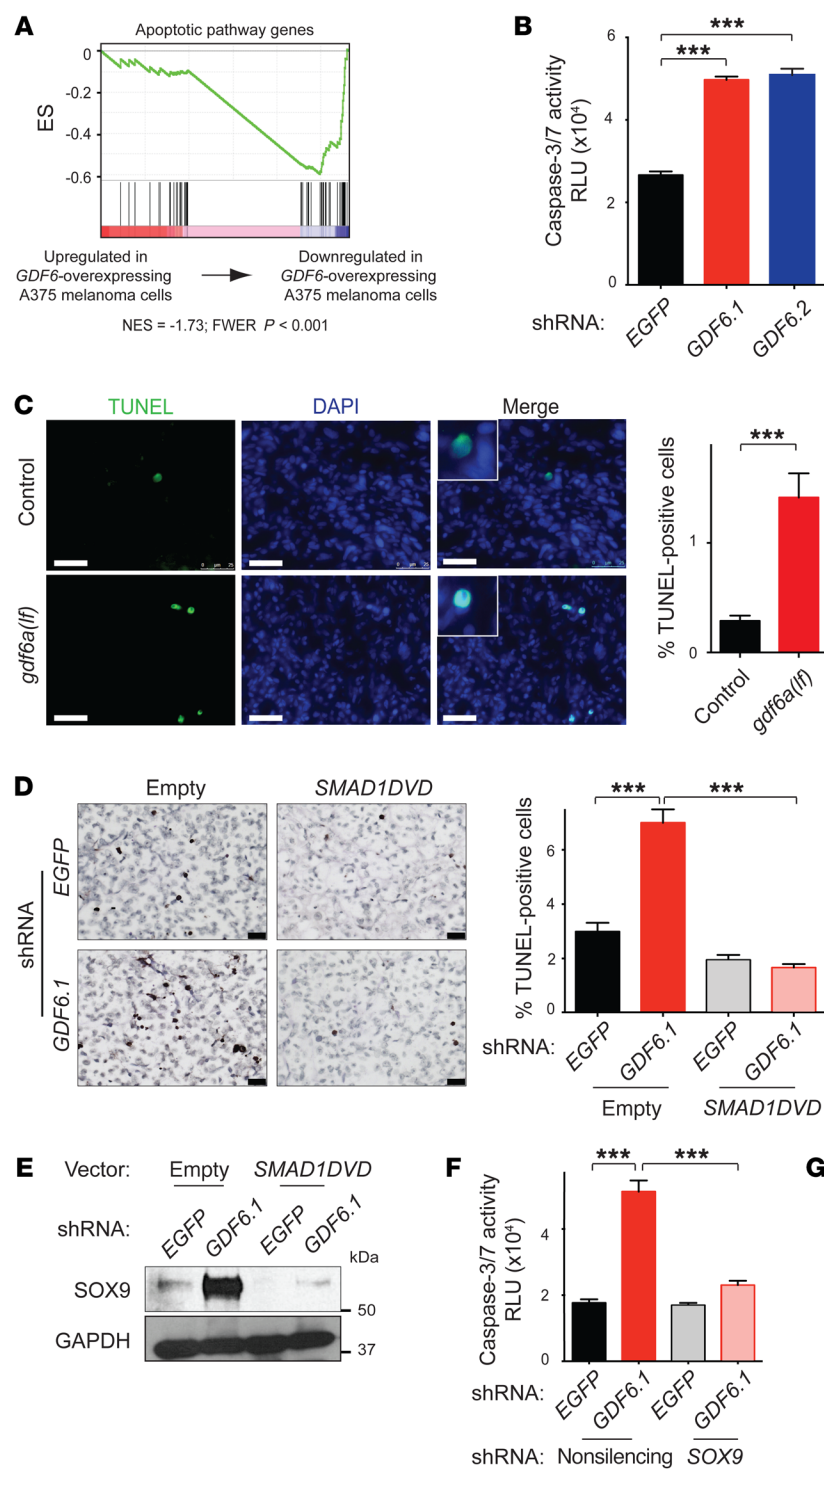 A
Apoptotic pathway genes
ES
0
-0.2
-0.4
-0.6
Upregulated in
GDF6-overexpressing
A375 melanoma cells
Downregulated in
GDF6-overexpressing
A375 melanoma cells
NES = -1.73; FWER P < 0.001
B
Caspase-3/7 activity
RLU (x10⁴)
6
4
2
0
***
***
shRNA:
EGFP
GDF6.1
GDF6.2
C
TUNEL
DAPI
Merge
Control
gdf6a(lf)
0 µm 25
% TUNEL-positive cells
1
0
***
Control
gdf6a(lf)
D
Empty
SMAD1DVD
shRNA
EGFP
GDF6.1
% TUNEL-positive cells
6
4
2
0
***
***
shRNA:
EGFP
GDF6.1
EGFP
GDF6.1
Empty
SMAD1DVD
E
Vector:
Empty
SMAD1DVD
shRNA:
EGFP
GDF6.1
EGFP
GDF6.1
kDa
SOX9
50
GAPDH
37
F
Caspase-3/7 activity
RLU (x10⁴)
4
2
0
***
***
shRNA:
EGFP
GDF6.1
EGFP
GDF6.1
shRNA:
Nonsilencing
SOX9
G